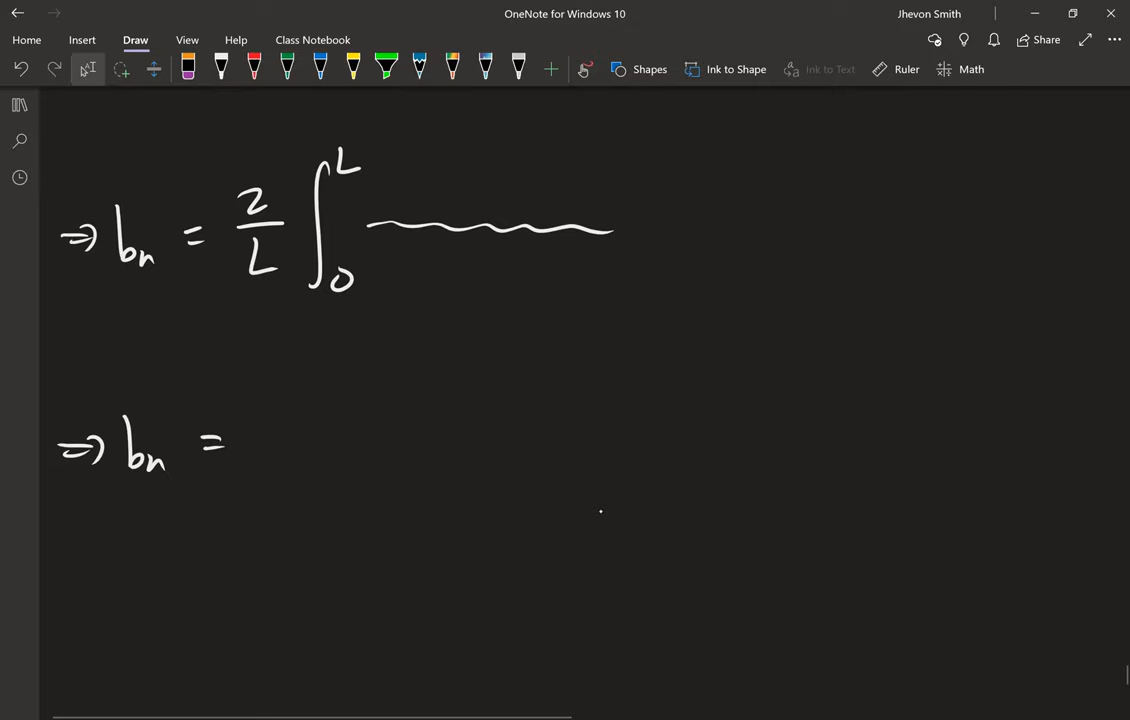 OneNote for Windows 10
Jhevon Smith
Home Insert Draw View Help Class Notebook
Share
A Shapes Ink to Shape Ink to Text Ruler Math
⇒ bn = 2/L ∫₀ᴸ
⇒ bn =